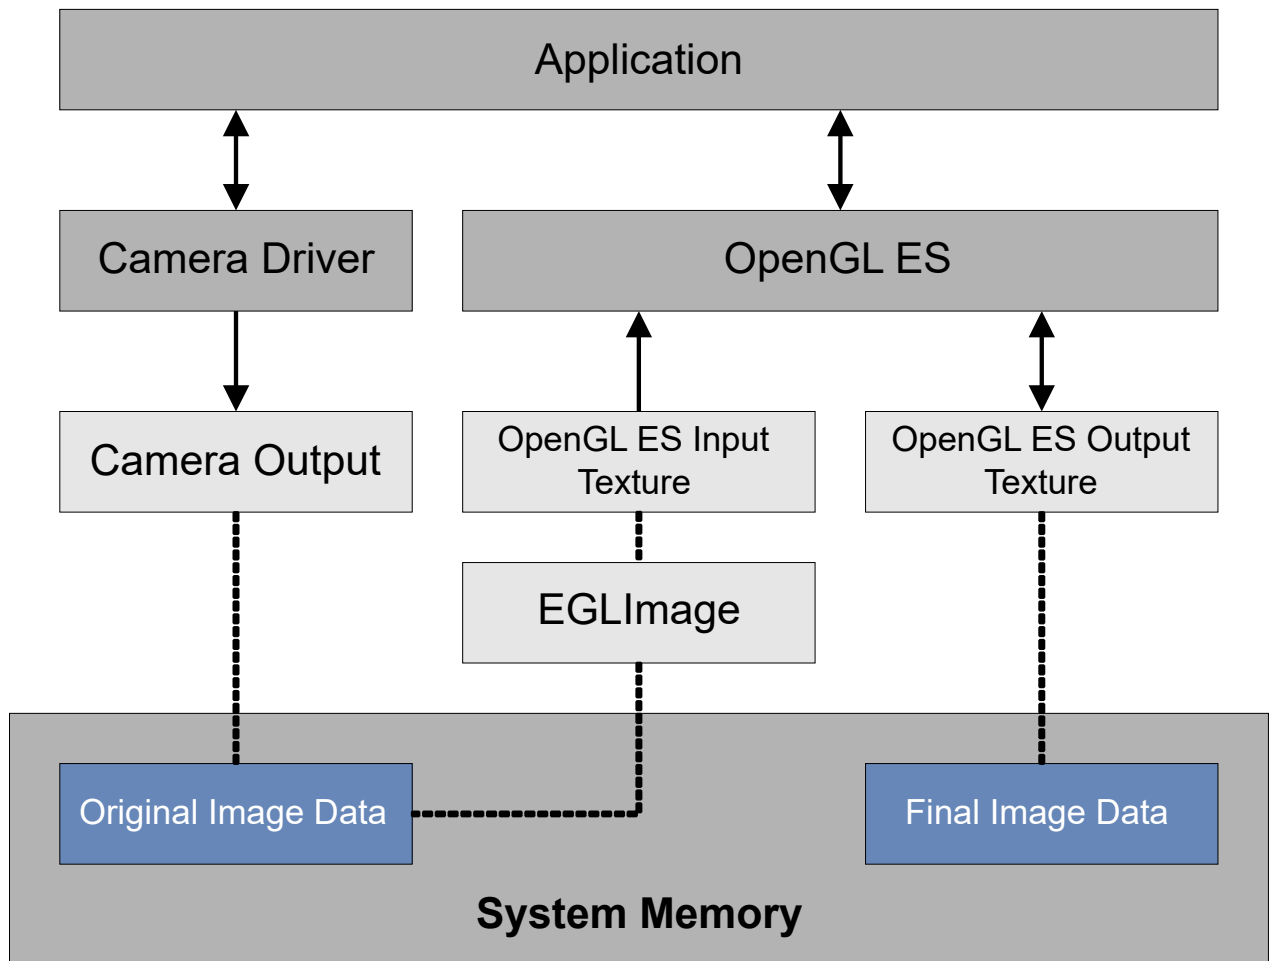 Application
Camera Driver
OpenGL ES
Camera Output
OpenGL ES Input
Texture
OpenGL ES Output
Texture
EGLImage
Original Image Data
Final Image Data
System Memory